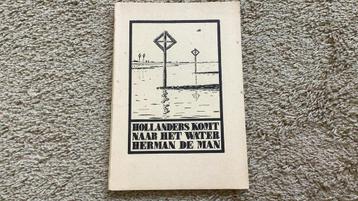 HOLLANDERS KOMT
NAAR HET WATER
HERMAN DE MAN